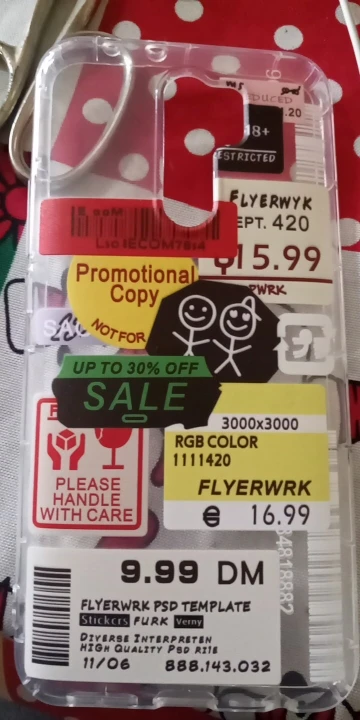 DUCED
.20
18+
ESTRICTED
FLYERWYK
EPT. 420
$15.99
PWRK
Promotional
Copy
NOT FOR
UP TO 30% OFF
SALE
3000x3000
RGB COLOR
1111420
FLYERWRK
16.99
PLEASE
HANDLE
WITH CARE
9.99 DM
FLYERWRK PSD TEMPLATE
Stickers FURK Verny
DIVERSE INTERPRETEN
HIGH QUALITY PSD
11/06 888.143.032